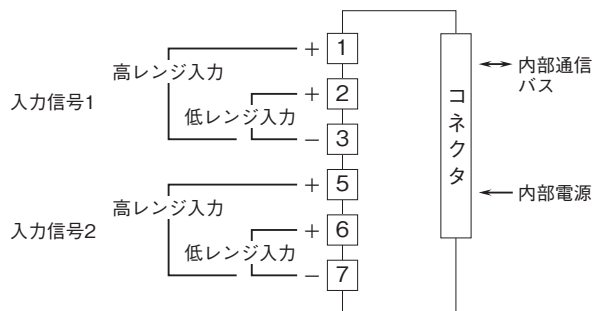 入力信号1
高レンジ入力
低レンジ入力
+ 1
+ 2
− 3
入力信号2
高レンジ入力
低レンジ入力
+ 5
+ 6
− 7
コネクタ
内部通信
バス
内部電源